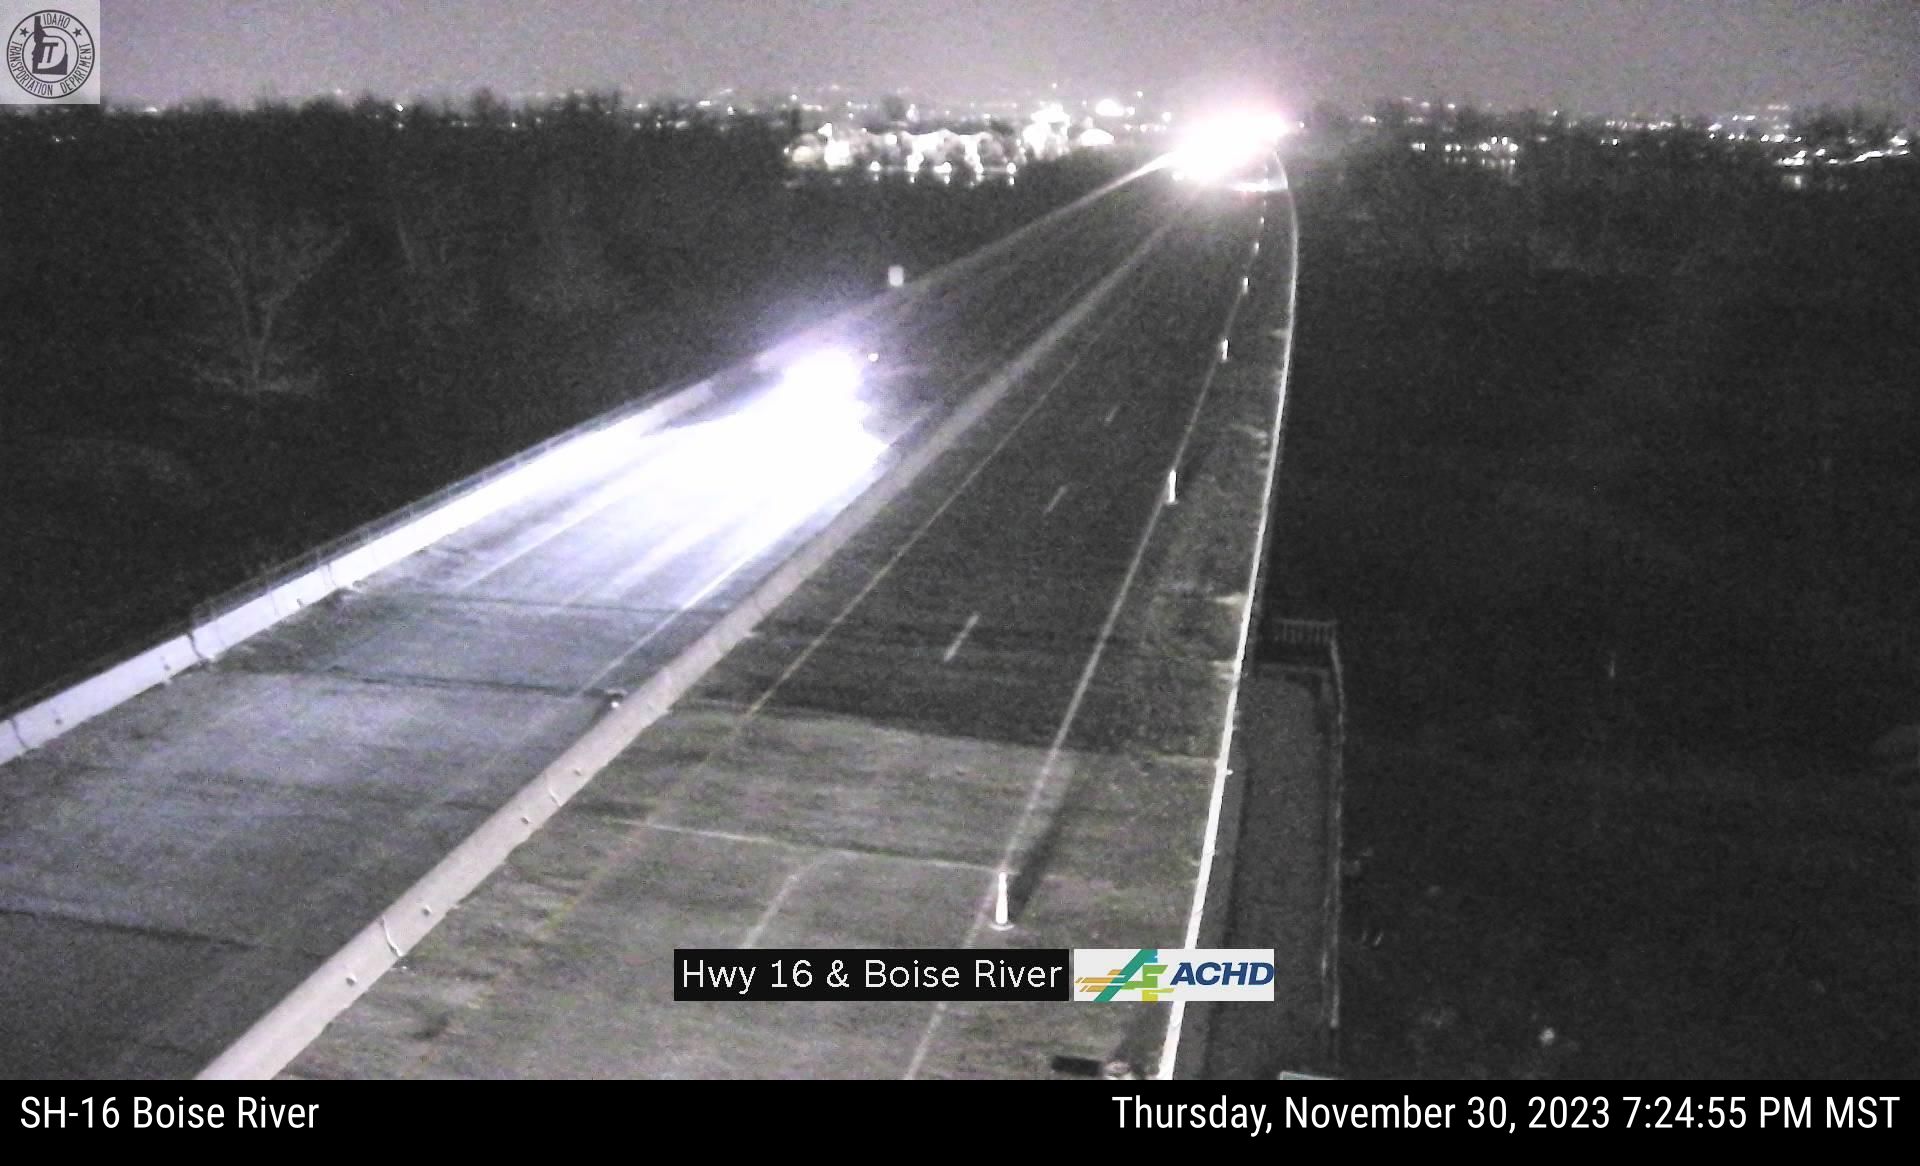 IDAHO
TRANSPORTATION DEPARTMENT
Hwy 16 & Boise River
ACHD
SH-16 Boise River
Thursday, November 30, 2023 7:24:55 PM MST